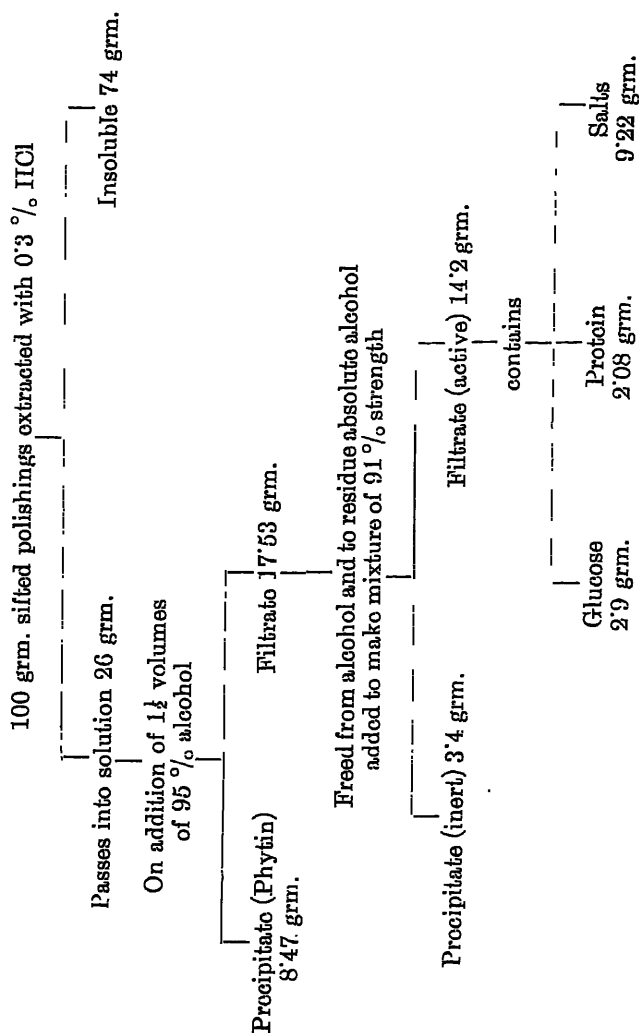 100 grm. sifted polishings extracted with 0·3 % HCl
Passes into solution 26 grm.
Insoluble 74 grm.
On addition of 1½ volumes
of 95 % alcohol
Precipitate (Phytin)
8·47 grm.
Filtrate 17·53 grm.
Freed from alcohol and to residue absolute alcohol
added to make mixture of 91 % strength
Precipitate (inert) 3·4 grm.
Filtrate (active) 14·2 grm.
contains
Glucose
2·9 grm.
Protein
2·08 grm.
Salts
9·22 grm.